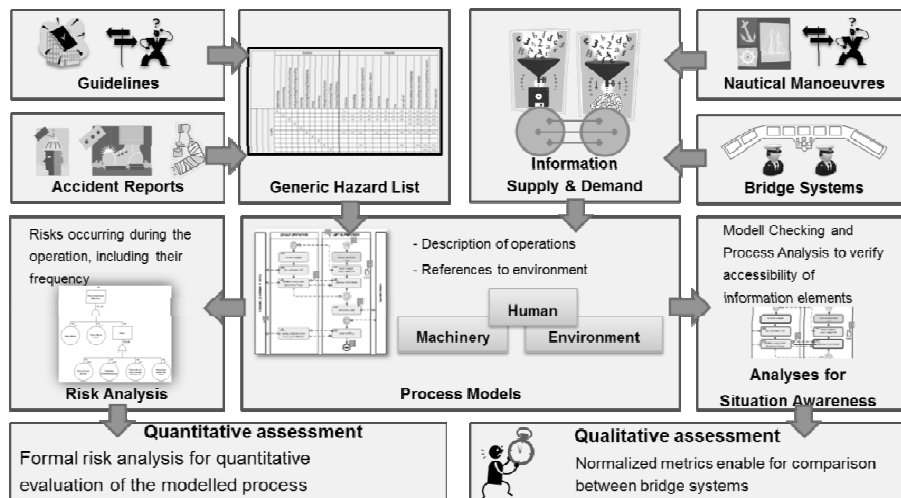 Guidelines
Accident Reports
Generic Hazard List
Information
Supply & Demand
Nautical Manoeuvres
Bridge Systems
Risks occurring during the
operation, including their
frequency
Risk Analysis
- Description of operations
- References to environment
Human
Machinery
Environment
Process Models
Modell Checking and
Process Analysis to verify
accessibility of
information elements
Analyses for
Situation Awareness
Quantitative assessment
Formal risk analysis for quantitative
evaluation of the modelled process
Qualitative assessment
Normalized metrics enable for comparison
between bridge systems